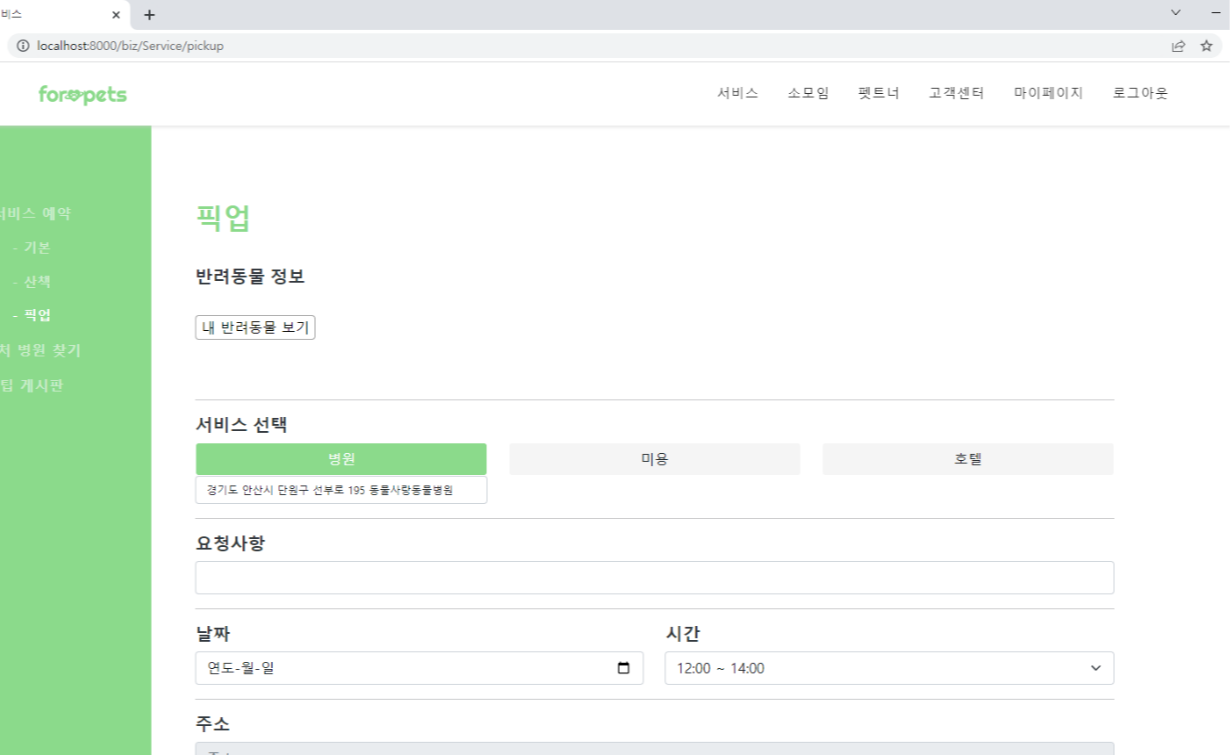 비스
localhost:8000/biz/Service/pickup
for pets
서비스 소모임 펫트너 고객센터 마이페이지 로그아웃
서비스 예약
- 기본
- 산책
- 픽업
처 병원 찾기
팁 게시판
픽업
반려동물 정보
내 반려동물 보기
서비스 선택
병원 미용 호텔
경기도 안산시 단원구 선부로 195 동물사랑동물병원
요청사항
날짜 시간
연도-월-일 12:00 ~ 14:00
주소